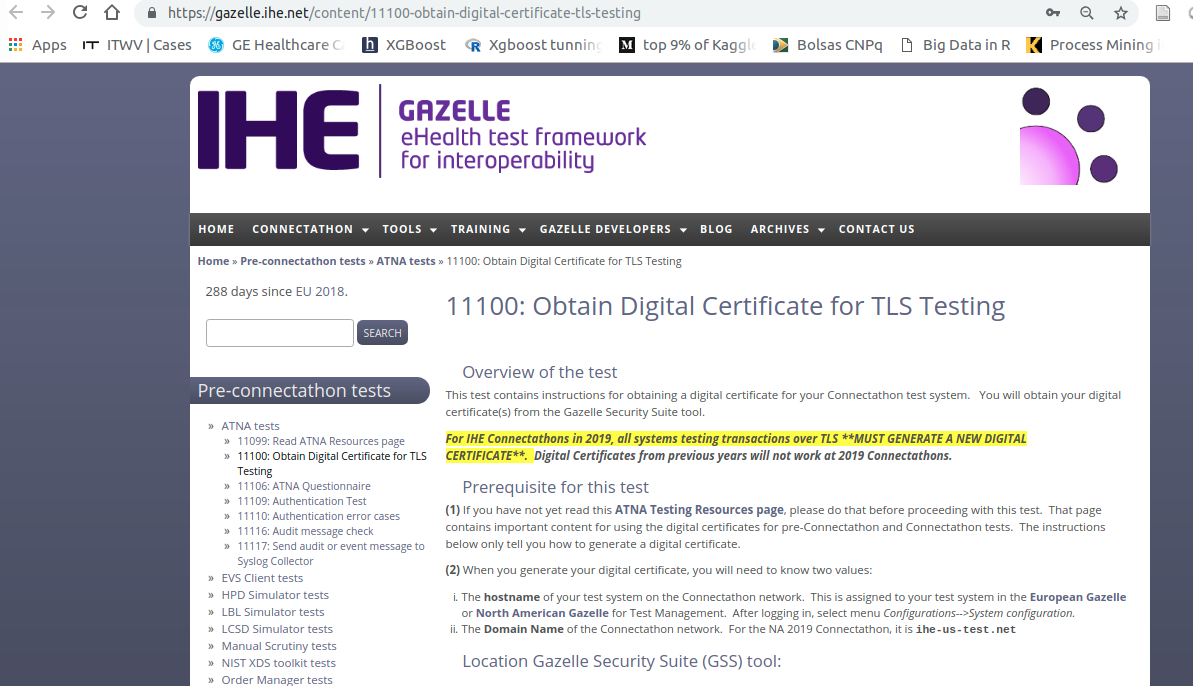 https://gazelle.ihe.net/content/11100-obtain-digital-certificate-tls-testing
Apps IT ITWV | Cases GE Healthcare C h XGBoost R Xgboost tunning M top 9% of Kaggle Bolsas CNPq Big Data in R K Process Mining i
IHE
GAZELLE
eHealth test framework
for interoperability
HOME CONNECTATHON TOOLS TRAINING GAZELLE DEVELOPERS BLOG ARCHIVES CONTACT US
Home » Pre-connectathon tests » ATNA tests » 11100: Obtain Digital Certificate for TLS Testing
288 days since EU 2018.
SEARCH
Pre-connectathon tests
» ATNA tests
» 11099: Read ATNA Resources page
» 11100: Obtain Digital Certificate for TLS
Testing
» 11106: ATNA Questionnaire
» 11109: Authentication Test
» 11110: Authentication error cases
» 11116: Audit message check
» 11117: Send audit or event message to
Syslog Collector
» EVS Client tests
» HPD Simulator tests
» LBL Simulator tests
» LCSD Simulator tests
» Manual Scrutiny tests
» NIST XDS toolkit tests
» Order Manager tests
11100: Obtain Digital Certificate for TLS Testing
Overview of the test
This test contains instructions for obtaining a digital certificate for your Connectathon test system. You will obtain your digital
certificate(s) from the Gazelle Security Suite tool.
For IHE Connectathons in 2019, all systems testing transactions over TLS **MUST GENERATE A NEW DIGITAL
CERTIFICATE**. Digital Certificates from previous years will not work at 2019 Connectathons.
Prerequisite for this test
(1) If you have not yet read this ATNA Testing Resources page, please do that before proceeding with this test. That page
contains important content for using the digital certificates for pre-Connectathon and Connectathon tests. The instructions
below only tell you how to generate a digital certificate.
(2) When you generate your digital certificate, you will need to know two values:
i. The hostname of your test system on the Connectathon network. This is assigned to your test system in the European Gazelle
or North American Gazelle for Test Management. After logging in, select menu Configurations-->System configuration.
ii. The Domain Name of the Connectathon network. For the NA 2019 Connectathon, it is ihe-us-test.net
Location Gazelle Security Suite (GSS) tool: